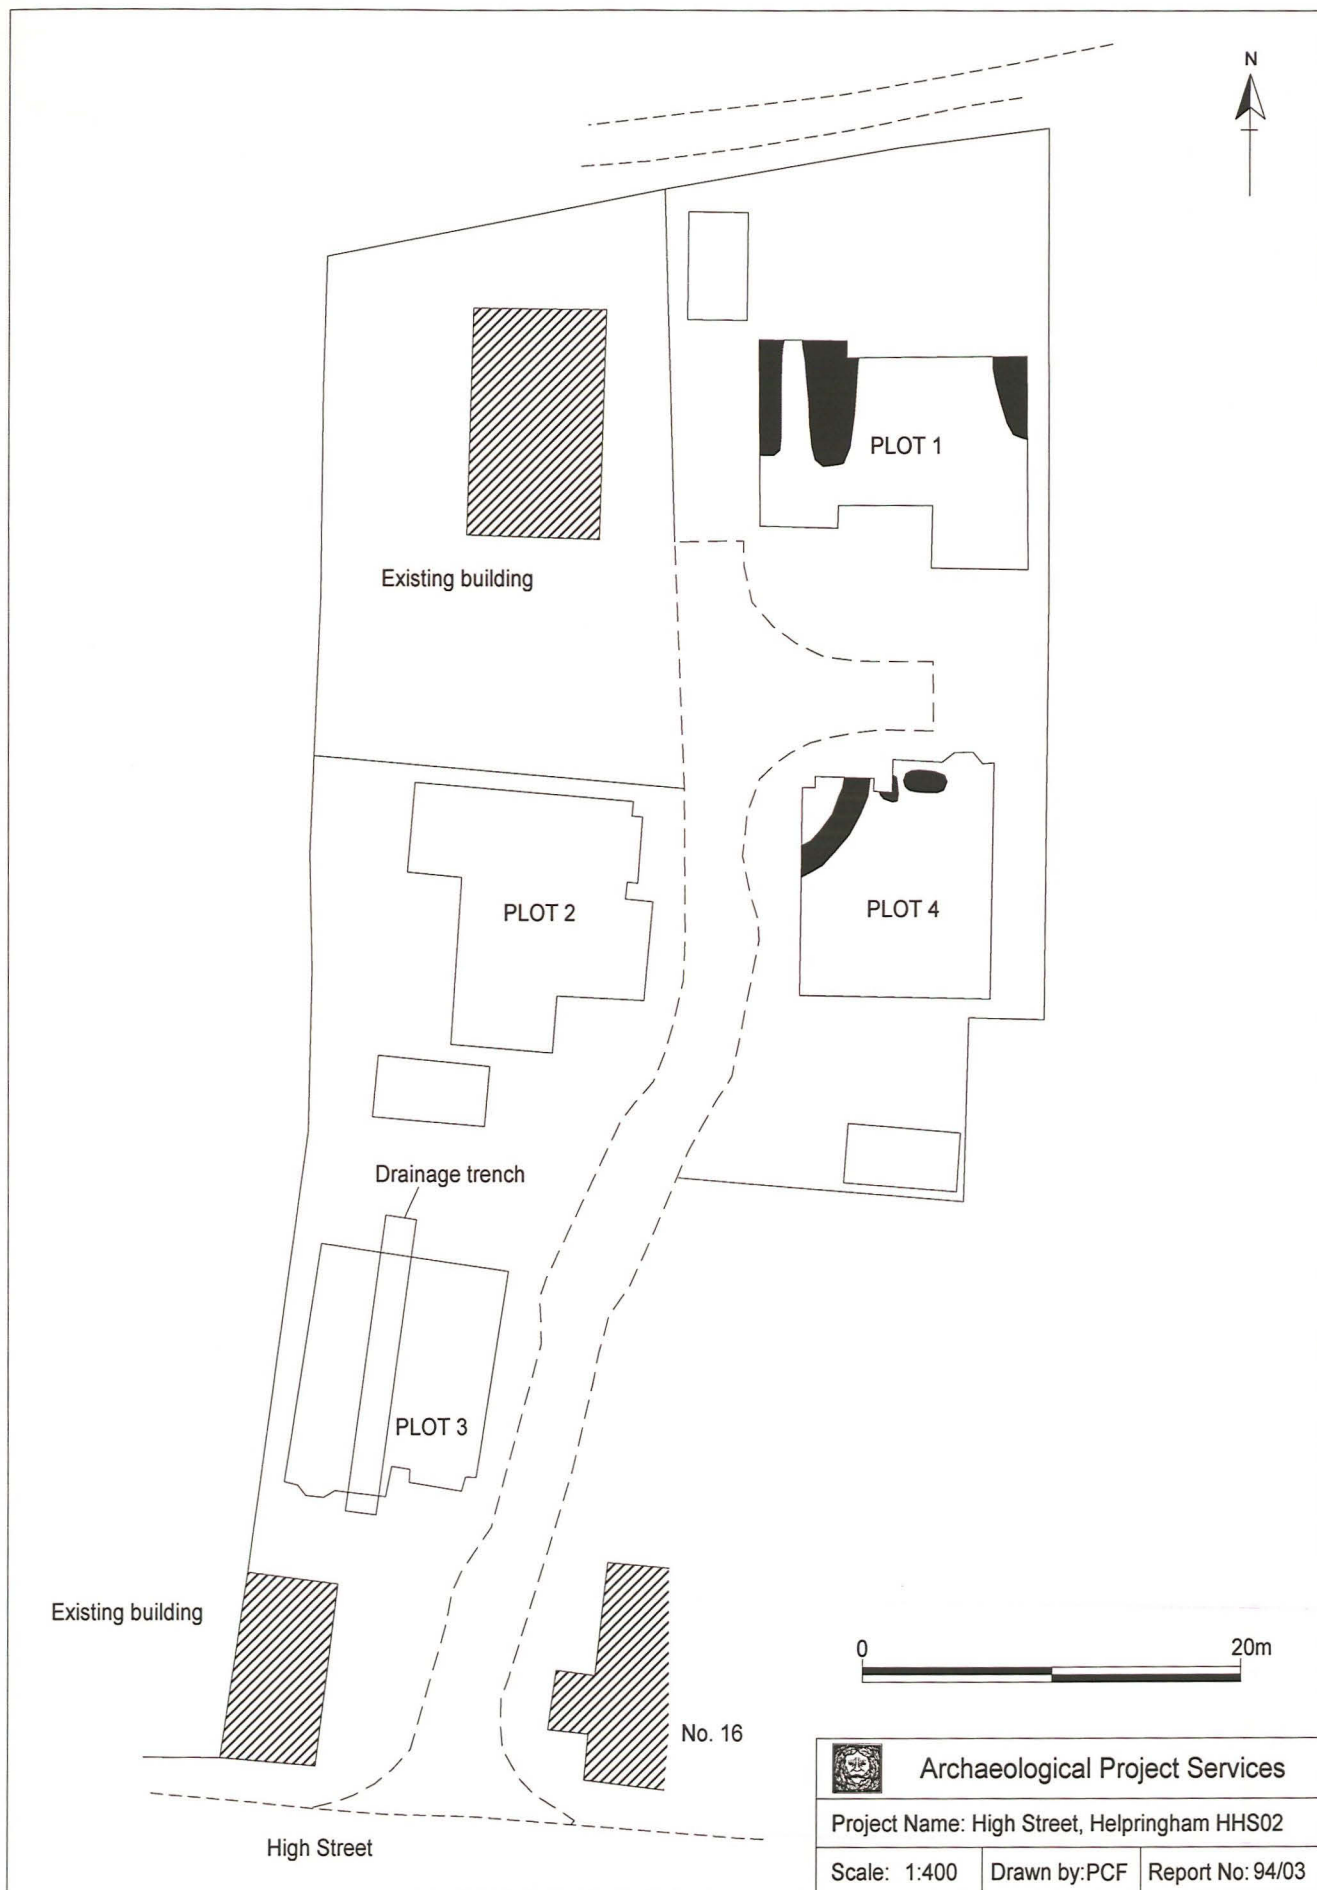 N
PLOT 1
Existing building
PLOT 2
PLOT 4
Drainage trench
PLOT 3
Existing building
0 20m
No. 16
High Street
Archaeological Project Services
Project Name: High Street, Helpringham HHS02
Scale: 1:400 Drawn by:PCF Report No: 94/03